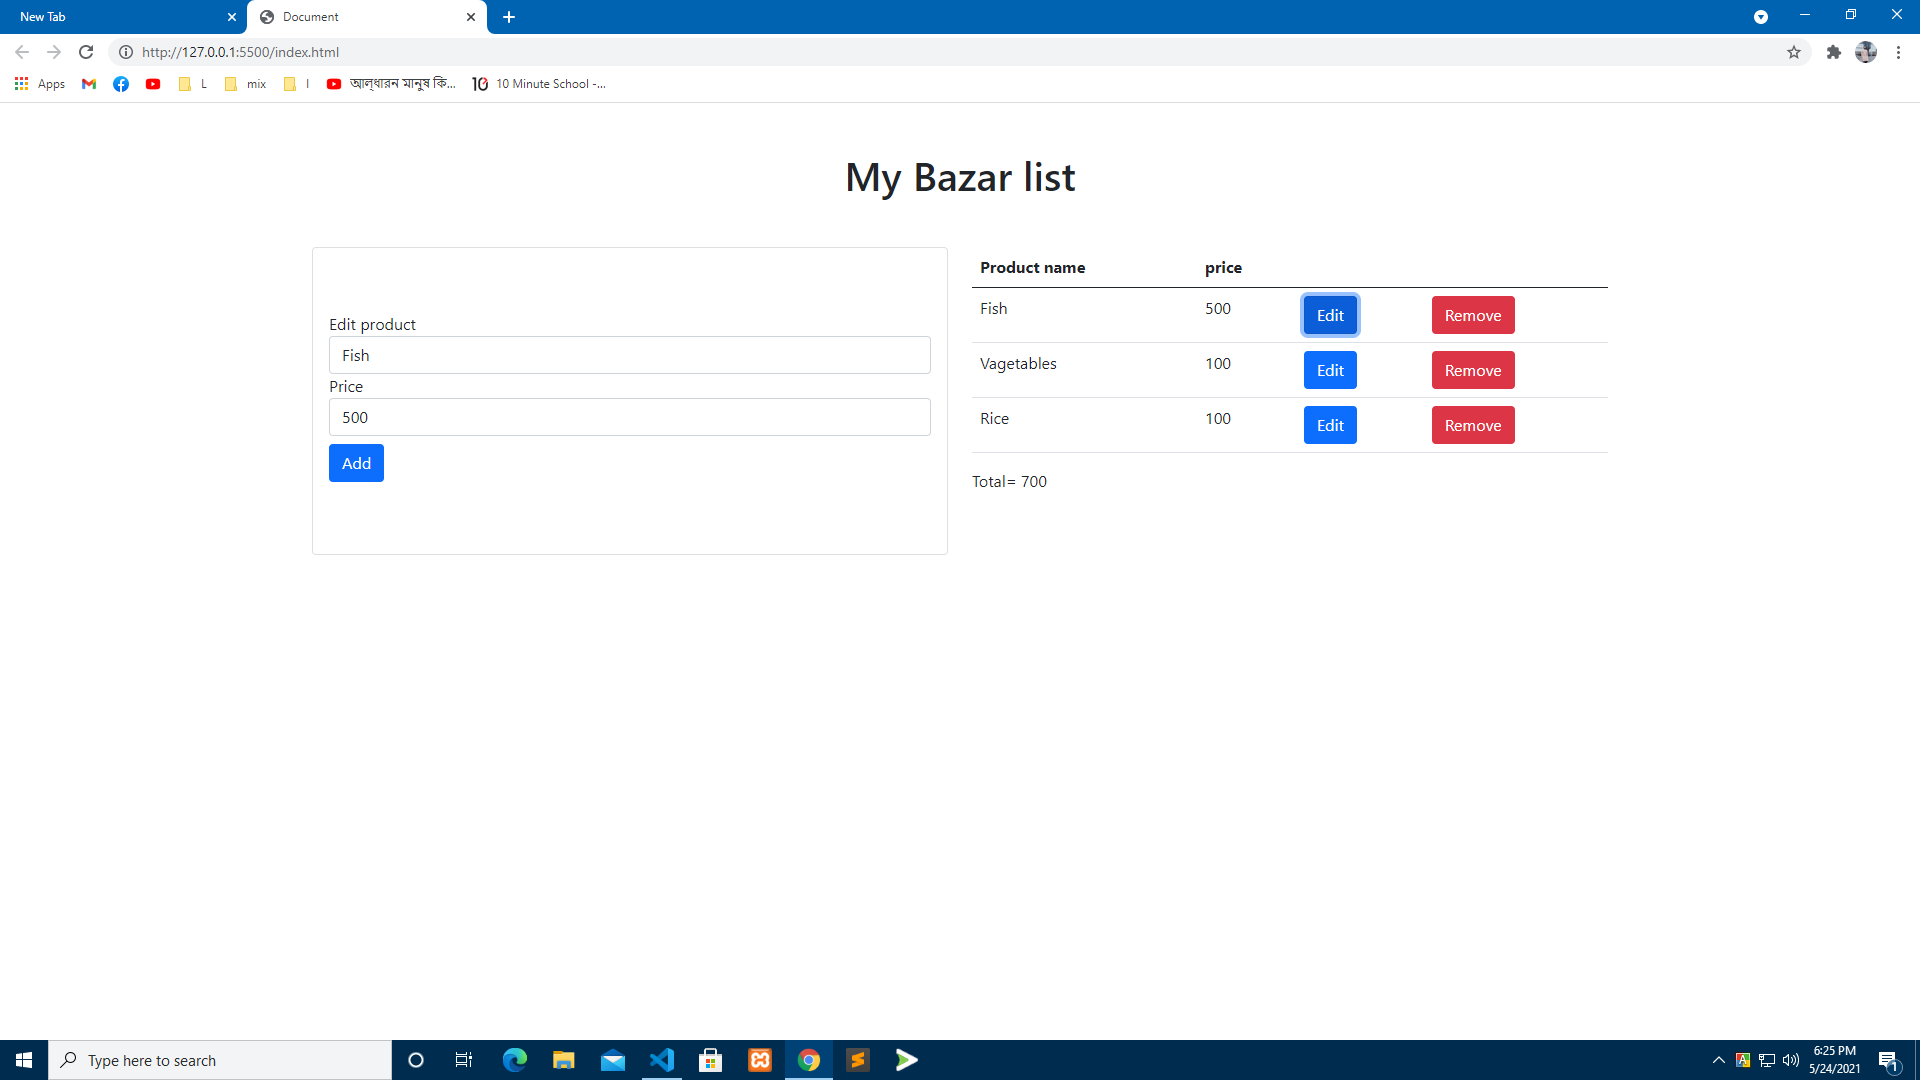 New Tab
Document
http://127.0.0.1:5500/index.html
Apps
L
mix
I
আল্ধারন মানুষ কি...
10 Minute School -...
My Bazar list
Edit product
Fish
Price
500
Add
Product name price
Fish 500 Edit Remove
Vagetables 100 Edit Remove
Rice 100 Edit Remove
Total= 700
Type here to search
6:25 PM
5/24/2021
1